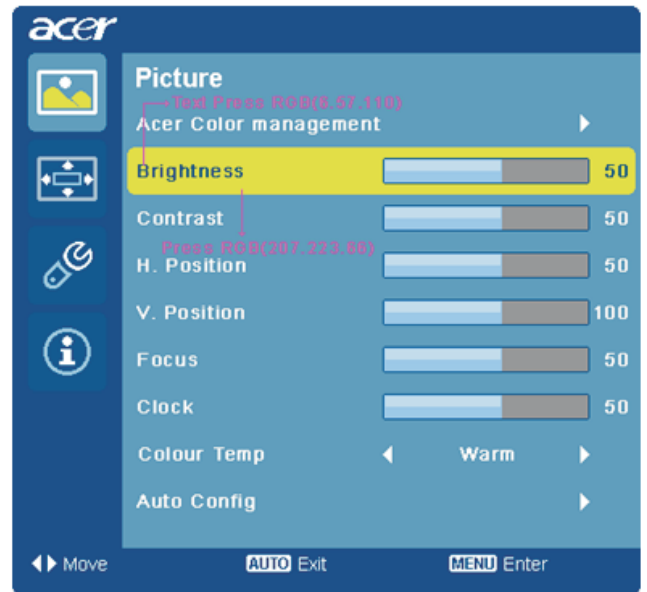 acer
Picture
Text Press RGB(8.57.110)
Acer Color management
Brightness 50
Contrast 50
Press RGB(207.223.88)
H. Position 50
V. Position 100
Focus 50
Clock 50
Colour Temp Warm
Auto Config
Move AUTO Exit MENU Enter